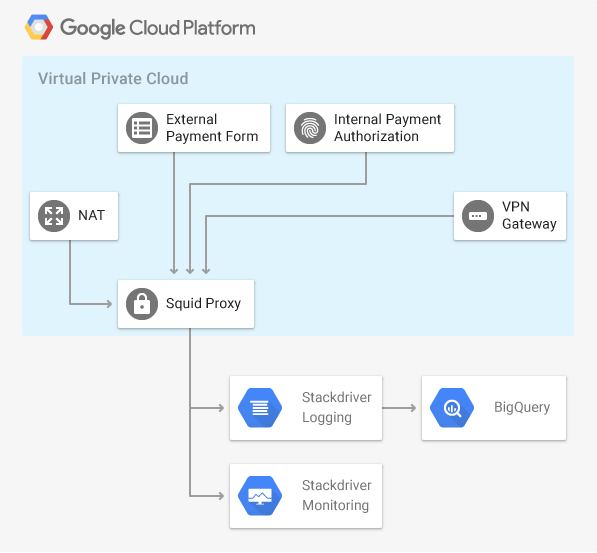 Google Cloud Platform
Virtual Private Cloud
External
Payment Form
Internal Payment
Authorization
NAT
VPN
Gateway
Squid Proxy
Stackdriver
Logging
BigQuery
Stackdriver
Monitoring